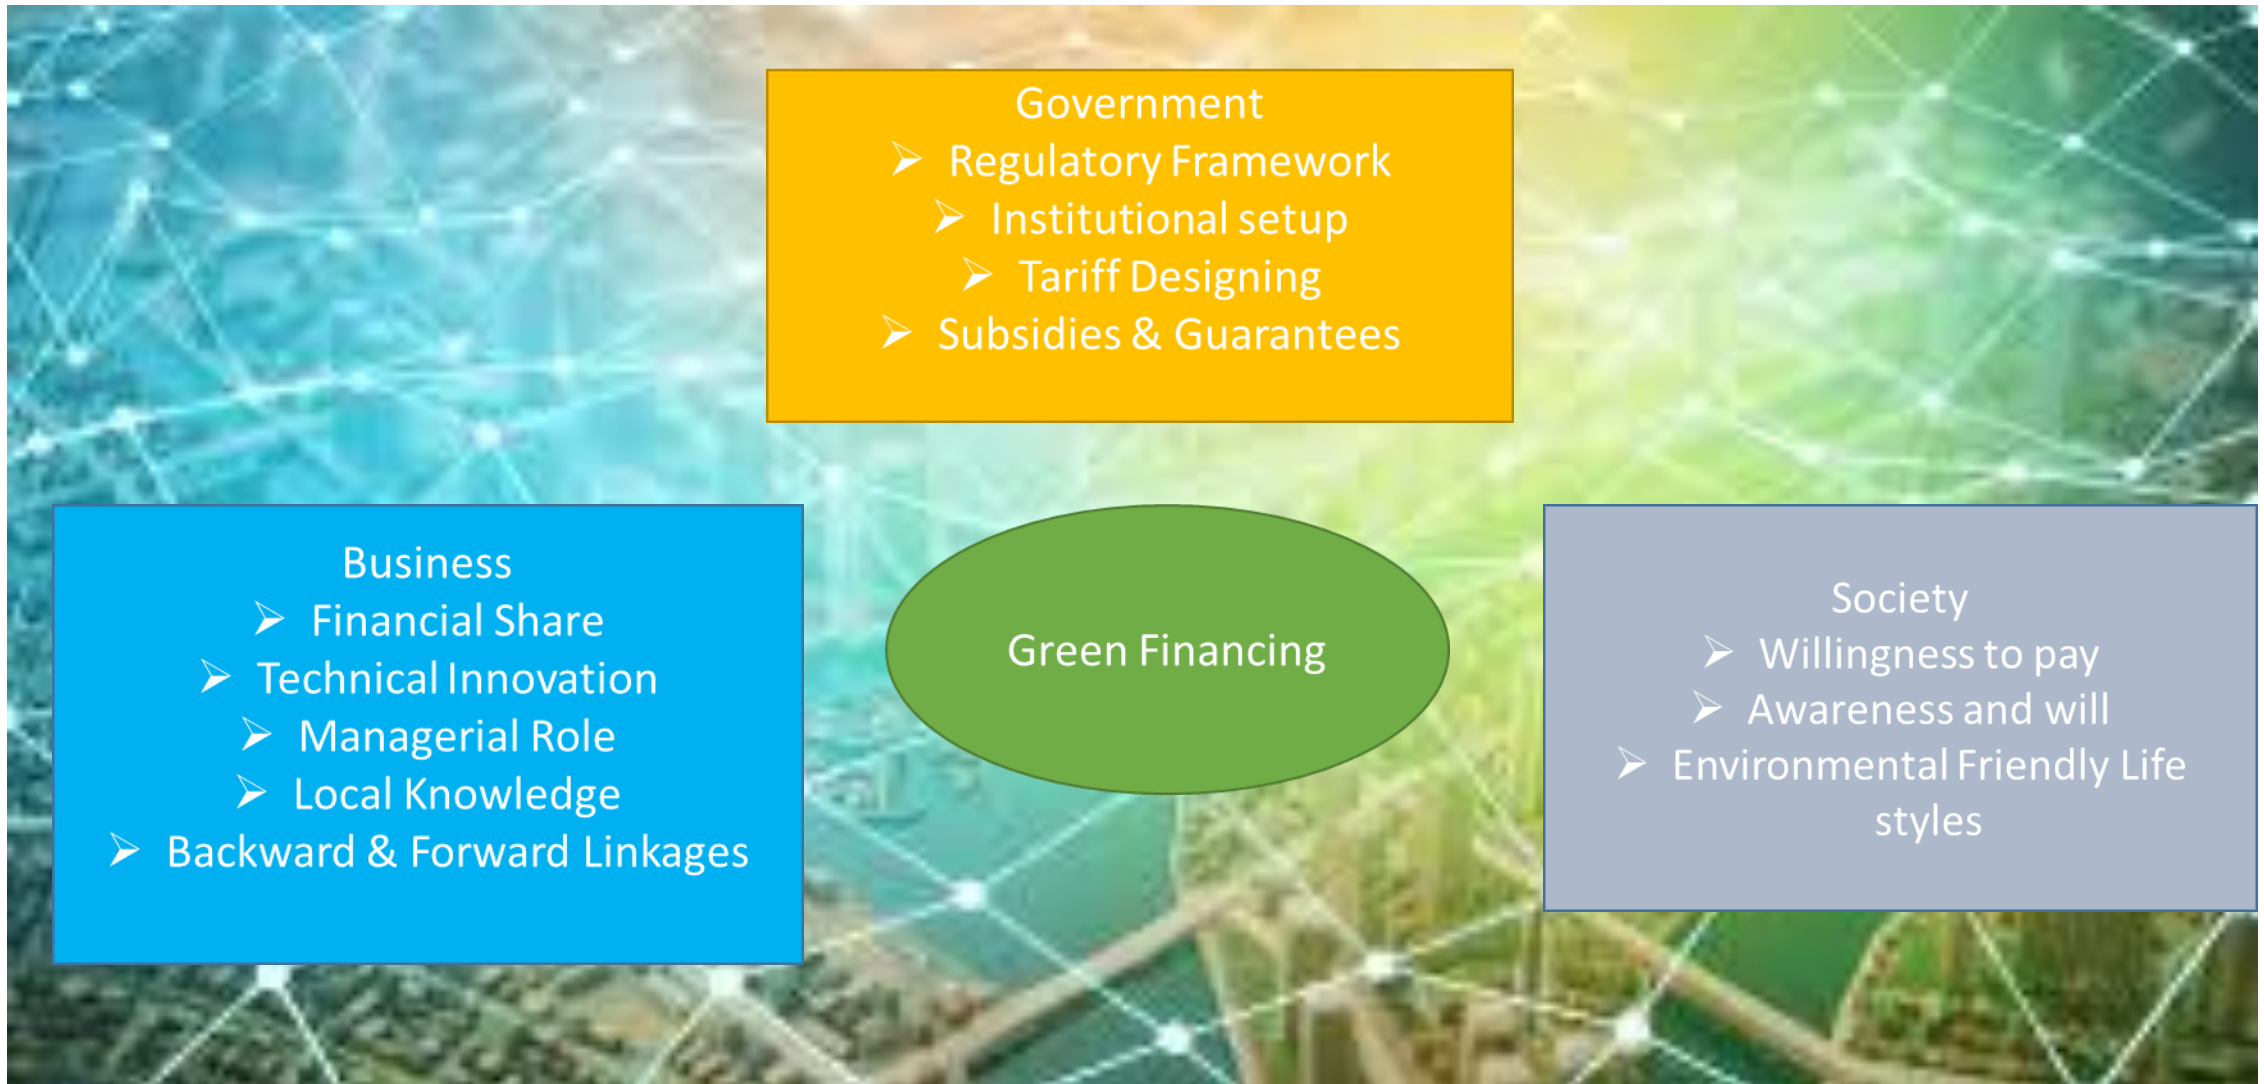 Government
➢ Regulatory Framework
➢ Institutional setup
➢ Tariff Designing
➢ Subsidies & Guarantees
Business
➢ Financial Share
➢ Technical Innovation
➢ Managerial Role
➢ Local Knowledge
➢ Backward & Forward Linkages
Green Financing
Society
➢ Willingness to pay
➢ Awareness and will
➢ Environmental Friendly Life
styles